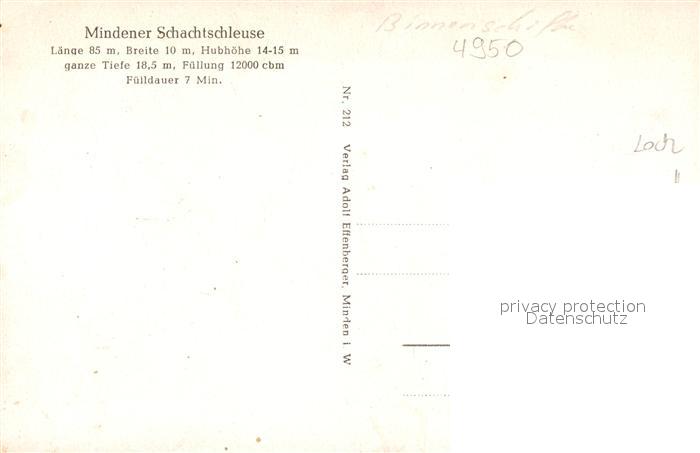 Mindener Schachtschleuse
Länge 85 m, Breite 10 m, Hubhöhe 14-15 m
ganze Tiefe 18,5 m, Füllung 12000 cbm
Fülldauer 7 Min.
Binnenschiffe
4950
Nr. 212 Verlag Adolf Effenberger, Minden i. W
Loch
privacy protection
Datenschutz